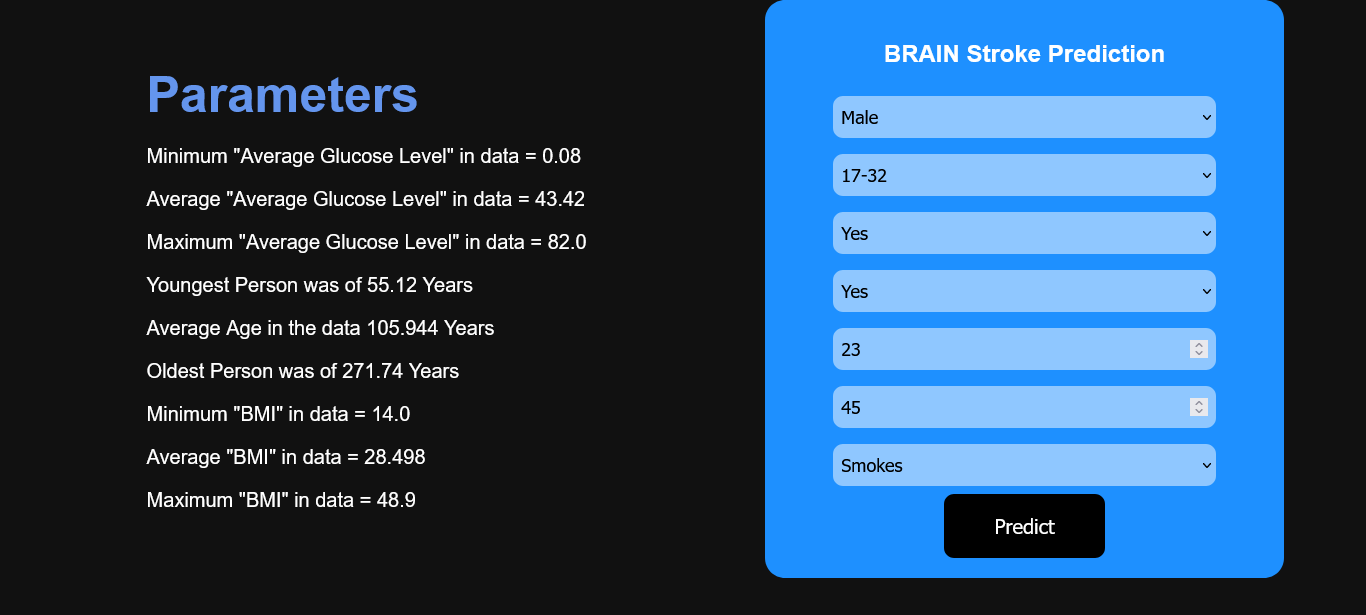 Parameters
Minimum "Average Glucose Level" in data = 0.08
Average "Average Glucose Level" in data = 43.42
Maximum "Average Glucose Level" in data = 82.0
Youngest Person was of 55.12 Years
Average Age in the data 105.944 Years
Oldest Person was of 271.74 Years
Minimum "BMI" in data = 14.0
Average "BMI" in data = 28.498
Maximum "BMI" in data = 48.9
BRAIN Stroke Prediction
Male
17-32
Yes
Yes
23
45
Smokes
Predict